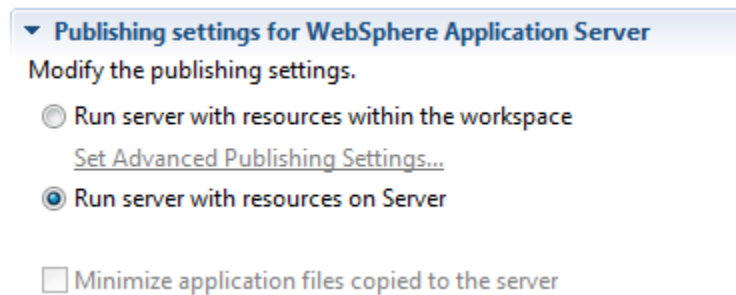 Publishing settings for WebSphere Application Server
Modify the publishing settings.
Run server with resources within the workspace
Set Advanced Publishing Settings...
Run server with resources on Server
Minimize application files copied to the server